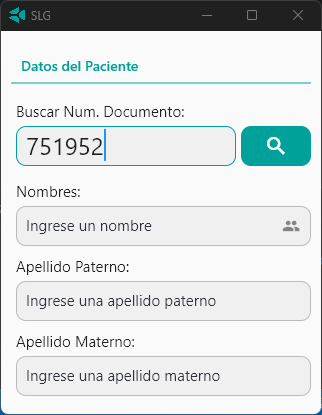 SLG
Datos del Paciente
Buscar Num. Documento:
751952
Nombres:
Ingrese un nombre
Apellido Paterno:
Ingrese una apellido paterno
Apellido Materno:
Ingrese una apellido materno